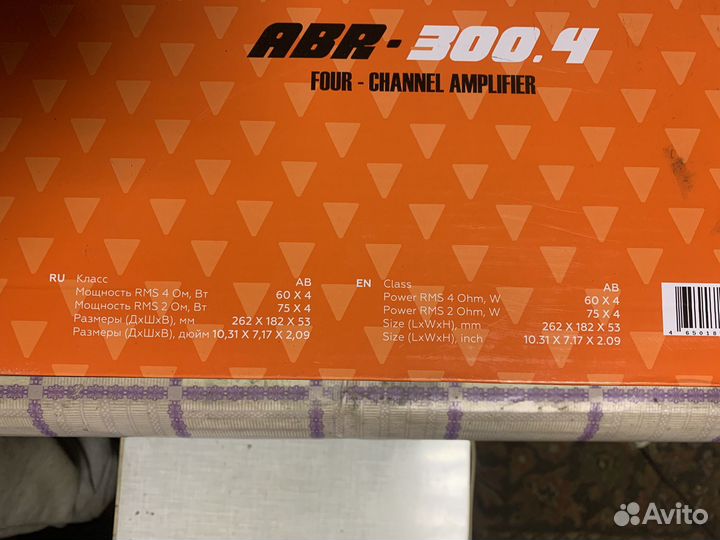 ABR-300.4
FOUR - CHANNEL AMPLIFIER
RU Класс AB
Мощность RMS 4 Ом, Вт 60 X 4
Мощность RMS 2 Ом, Вт 75 X 4
Размеры (ДхШхВ), мм 262 X 182 X 53
Размеры (ДхШхВ), дюйм 10,31 X 7,17 X 2,09
EN Class AB
Power RMS 4 Ohm, W 60 X 4
Power RMS 2 Ohm, W 75 X 4
Size (LxWxH), mm 262 X 182 X 53
Size (LxWxH), inch 10.31 X 7.17 X 2.09
4 65018
Avito